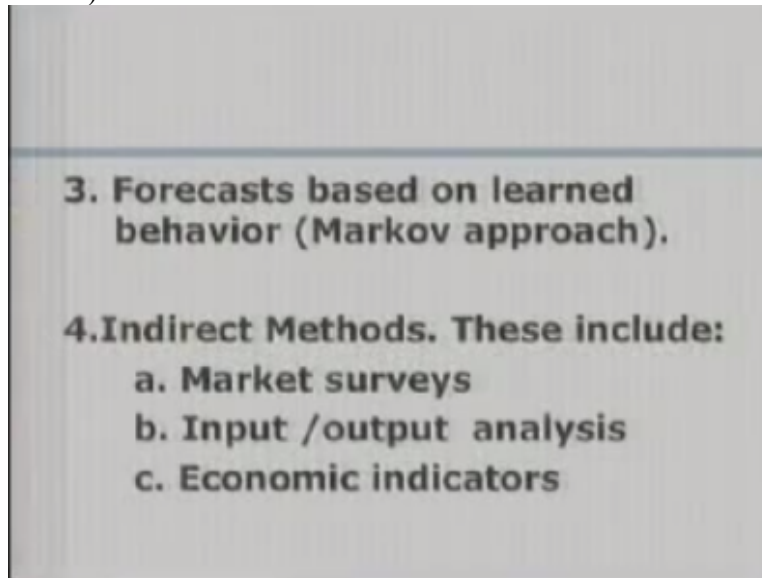 3. Forecasts based on learned
behavior (Markov approach).
4.Indirect Methods. These include:
a. Market surveys
b. Input /output analysis
c. Economic indicators